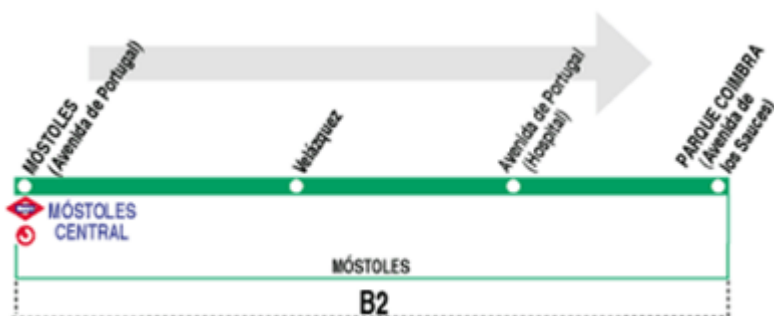 MÓSTOLES
(Avenida de Portugal)
Velázquez
Avenida de Portugal
(Hospital)
PARQUE COIMBRA
(Avenida de
los Sauces)
MÓSTOLES
CENTRAL
MÓSTOLES
B2